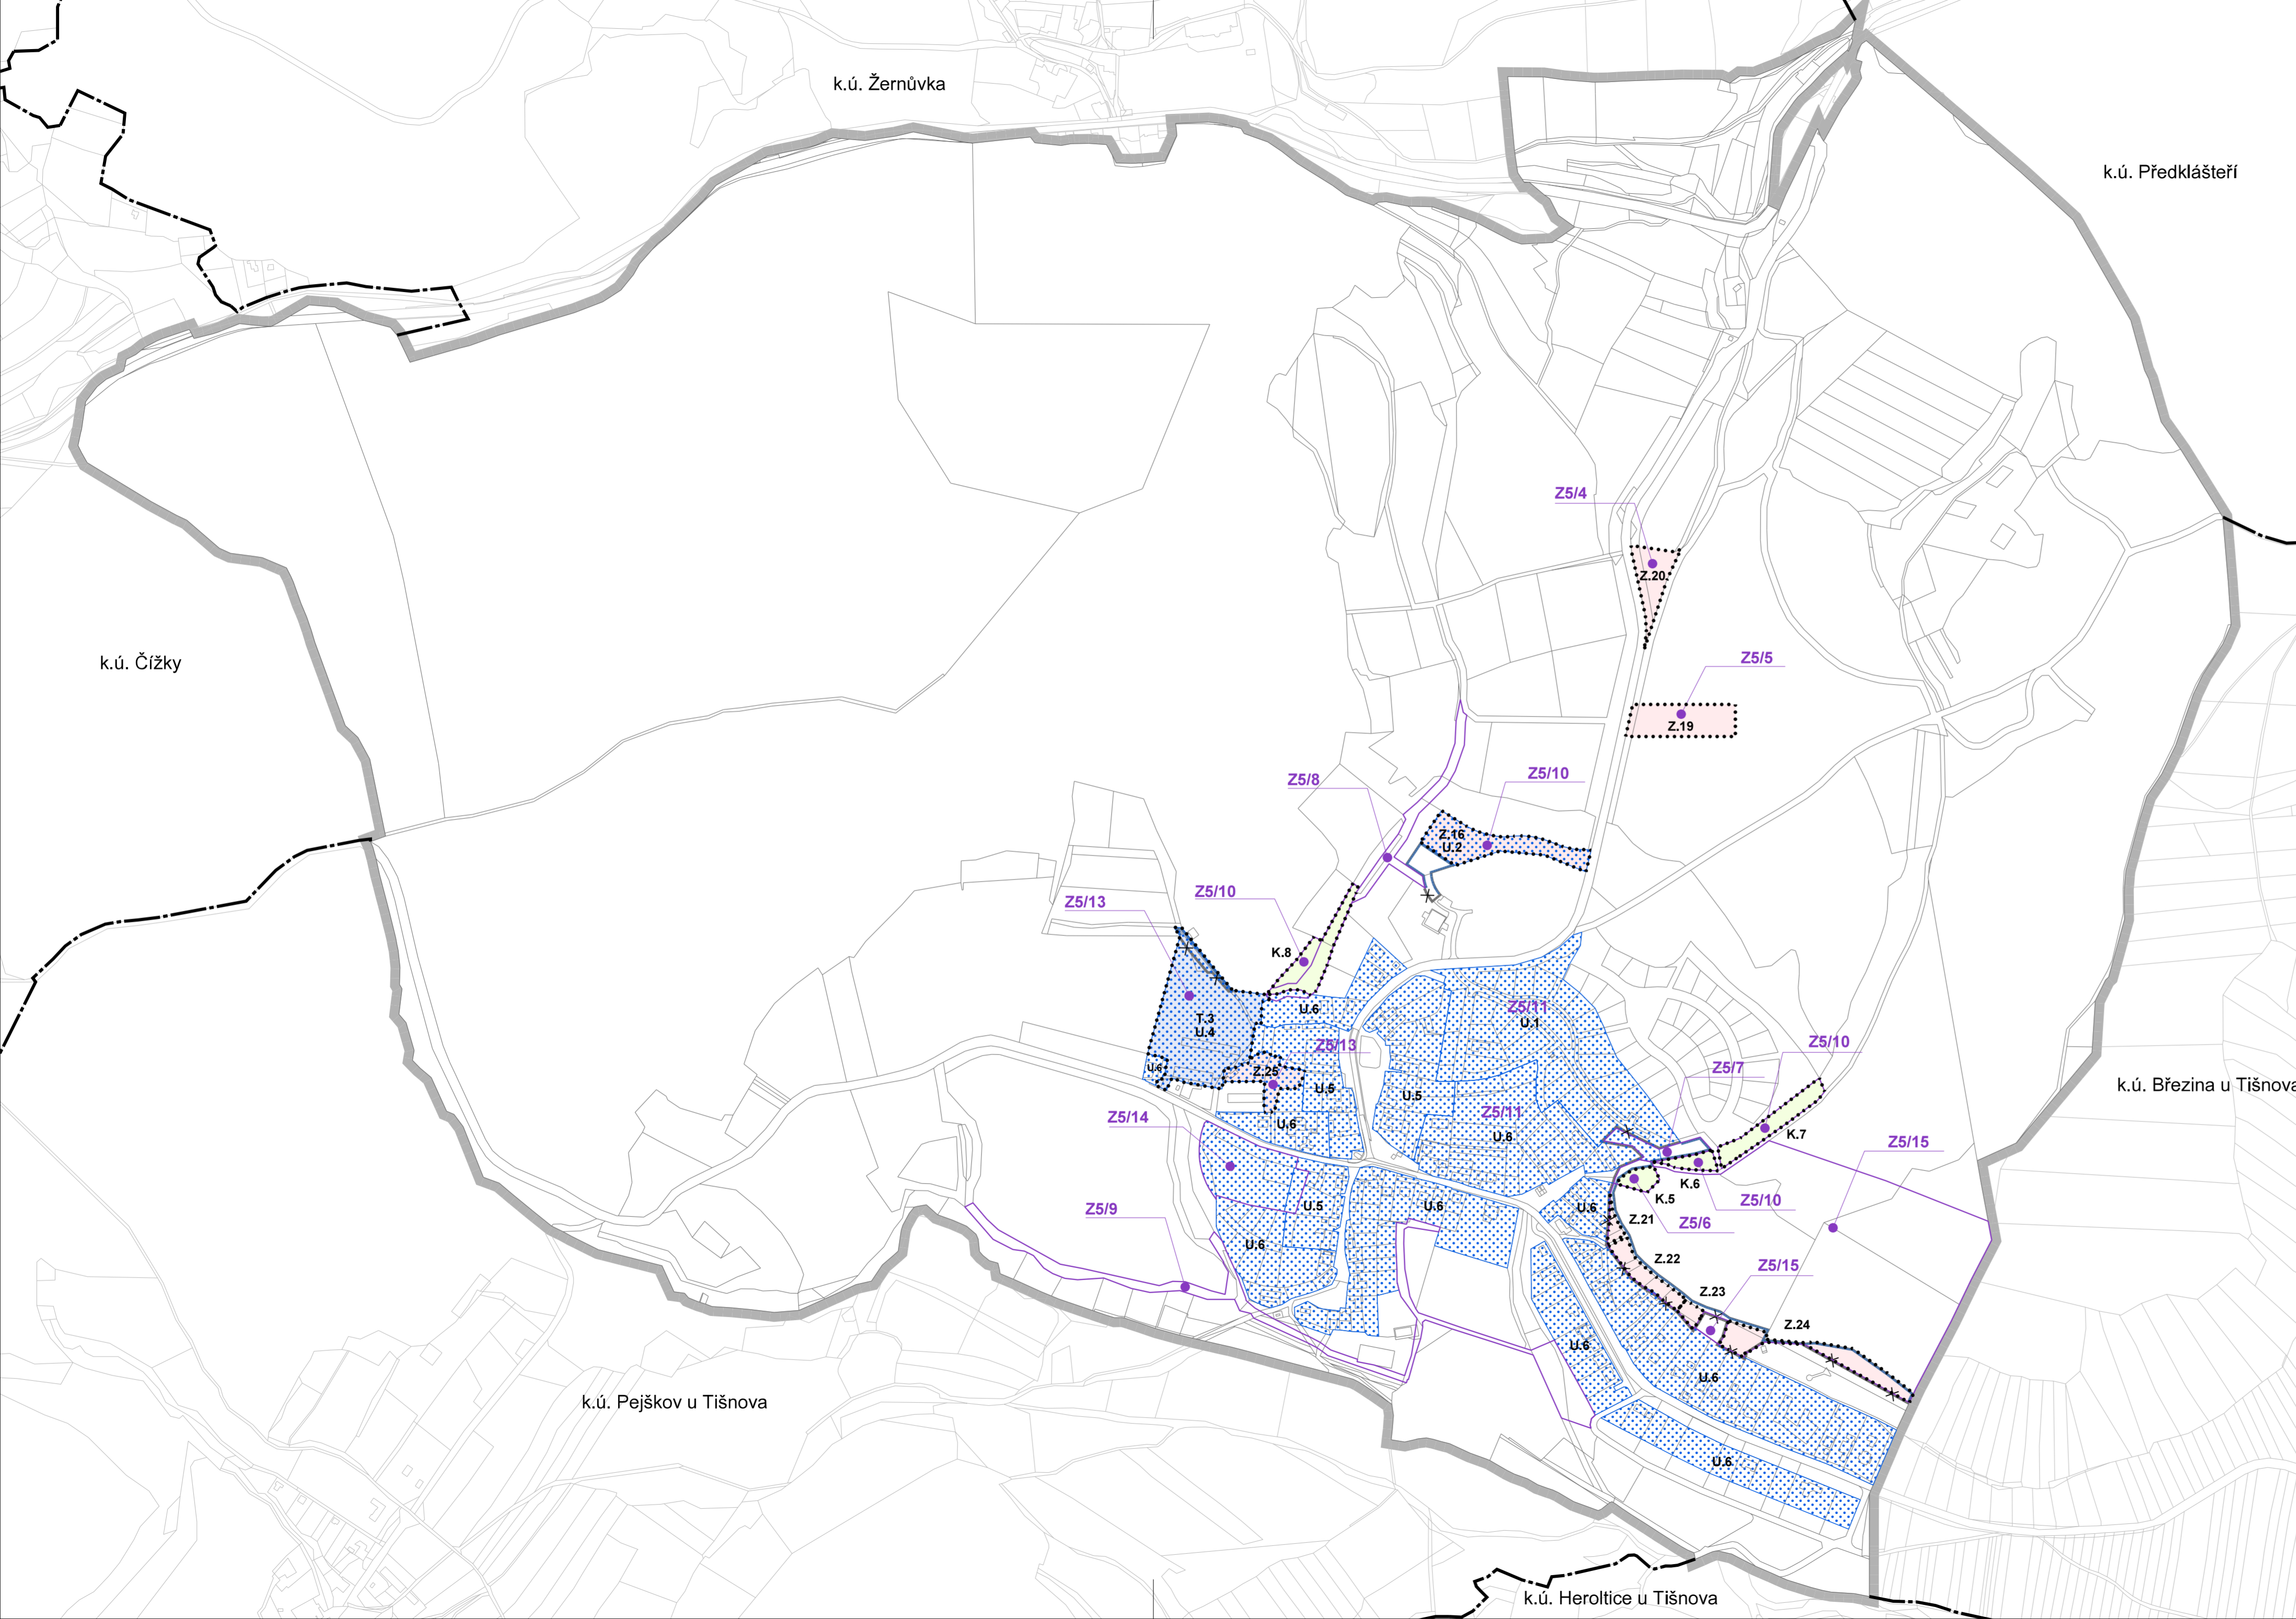 k.ú. Žernůvka
k.ú. Předklášteří
Z5/4
Z.20
k.ú. Čížky
Z5/5
Z.19
Z5/8
Z5/10
Z.16
U.2
Z5/10
Z5/13
K.8
Z5/11
U.1
U.6
T.3
U.4
Z5/13
Z5/10
U.6
Z.25
Z5/7
k.ú. Březina u Tišnova
U.5
U.5
Z5/14
Z5/11
U.6
U.6
K.7
Z5/15
K.6
K.5
Z5/10
Z5/9
U.5
U.6
U.6
Z.21
Z5/6
U.6
Z.22
Z5/15
Z.23
Z.24
U.6
U.6
k.ú. Pejškov u Tišnova
U.6
k.ú. Heroltice u Tišnova